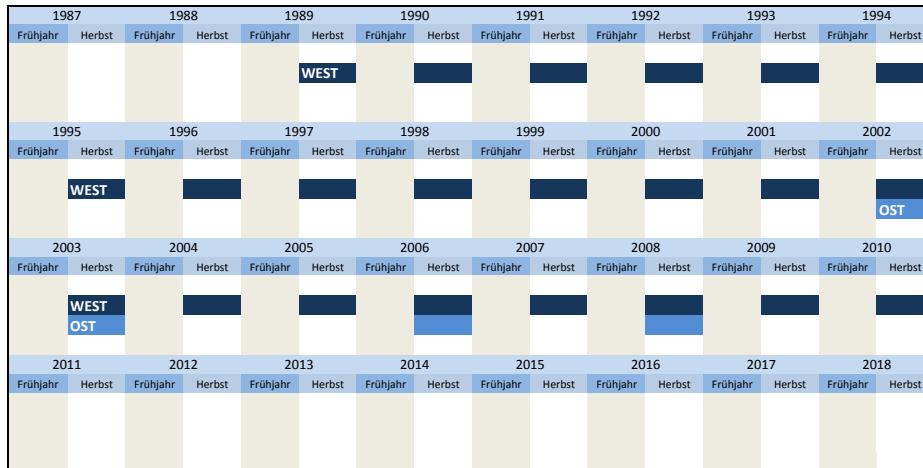 1987 1988 1989 1990 1991 1992 1993 1994
Frühjahr Herbst Frühjahr Herbst Frühjahr Herbst Frühjahr Herbst Frühjahr Herbst Frühjahr Herbst Frühjahr Herbst Frühjahr Herbst
WEST
1995 1996 1997 1998 1999 2000 2001 2002
Frühjahr Herbst Frühjahr Herbst Frühjahr Herbst Frühjahr Herbst Frühjahr Herbst Frühjahr Herbst Frühjahr Herbst Frühjahr Herbst
WEST
OST
2003 2004 2005 2006 2007 2008 2009 2010
Frühjahr Herbst Frühjahr Herbst Frühjahr Herbst Frühjahr Herbst Frühjahr Herbst Frühjahr Herbst Frühjahr Herbst Frühjahr Herbst
WEST
OST
2011 2012 2013 2014 2015 2016 2017 2018
Frühjahr Herbst Frühjahr Herbst Frühjahr Herbst Frühjahr Herbst Frühjahr Herbst Frühjahr Herbst Frühjahr Herbst Frühjahr Herbst